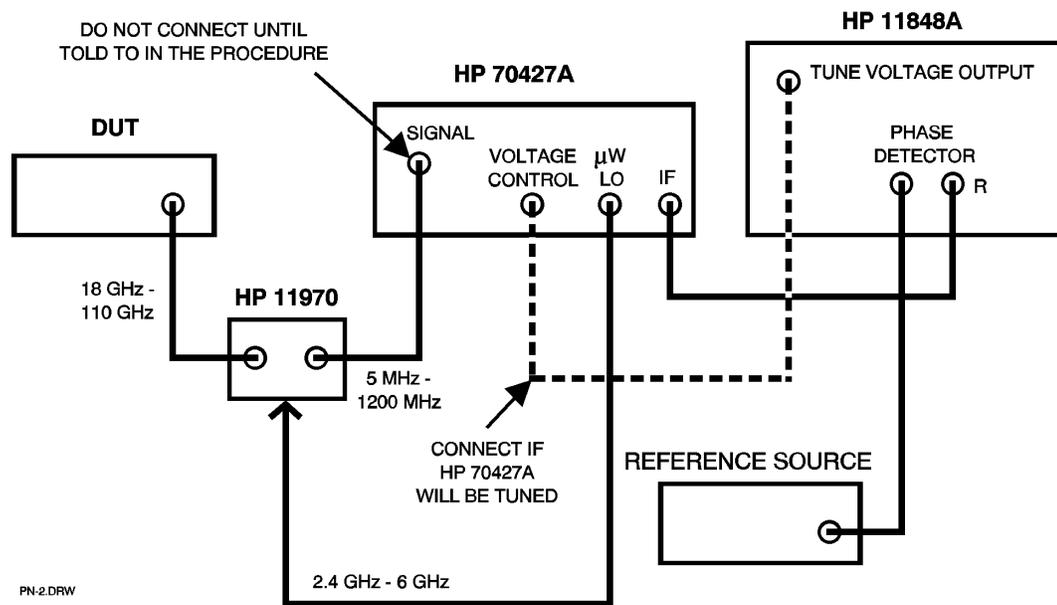 DO NOT CONNECT UNTIL
TOLD TO IN THE PROCEDURE
HP 11848A
HP 70427A
TUNE VOLTAGE OUTPUT
DUT
SIGNAL
VOLTAGE
CONTROL
µW
LO
IF
PHASE
DETECTOR
R
18 GHz -
110 GHz
HP 11970
5 MHz -
1200 MHz
CONNECT IF
HP 70427A
WILL BE TUNED
REFERENCE SOURCE
2.4 GHz - 6 GHz
PN-2.DRW